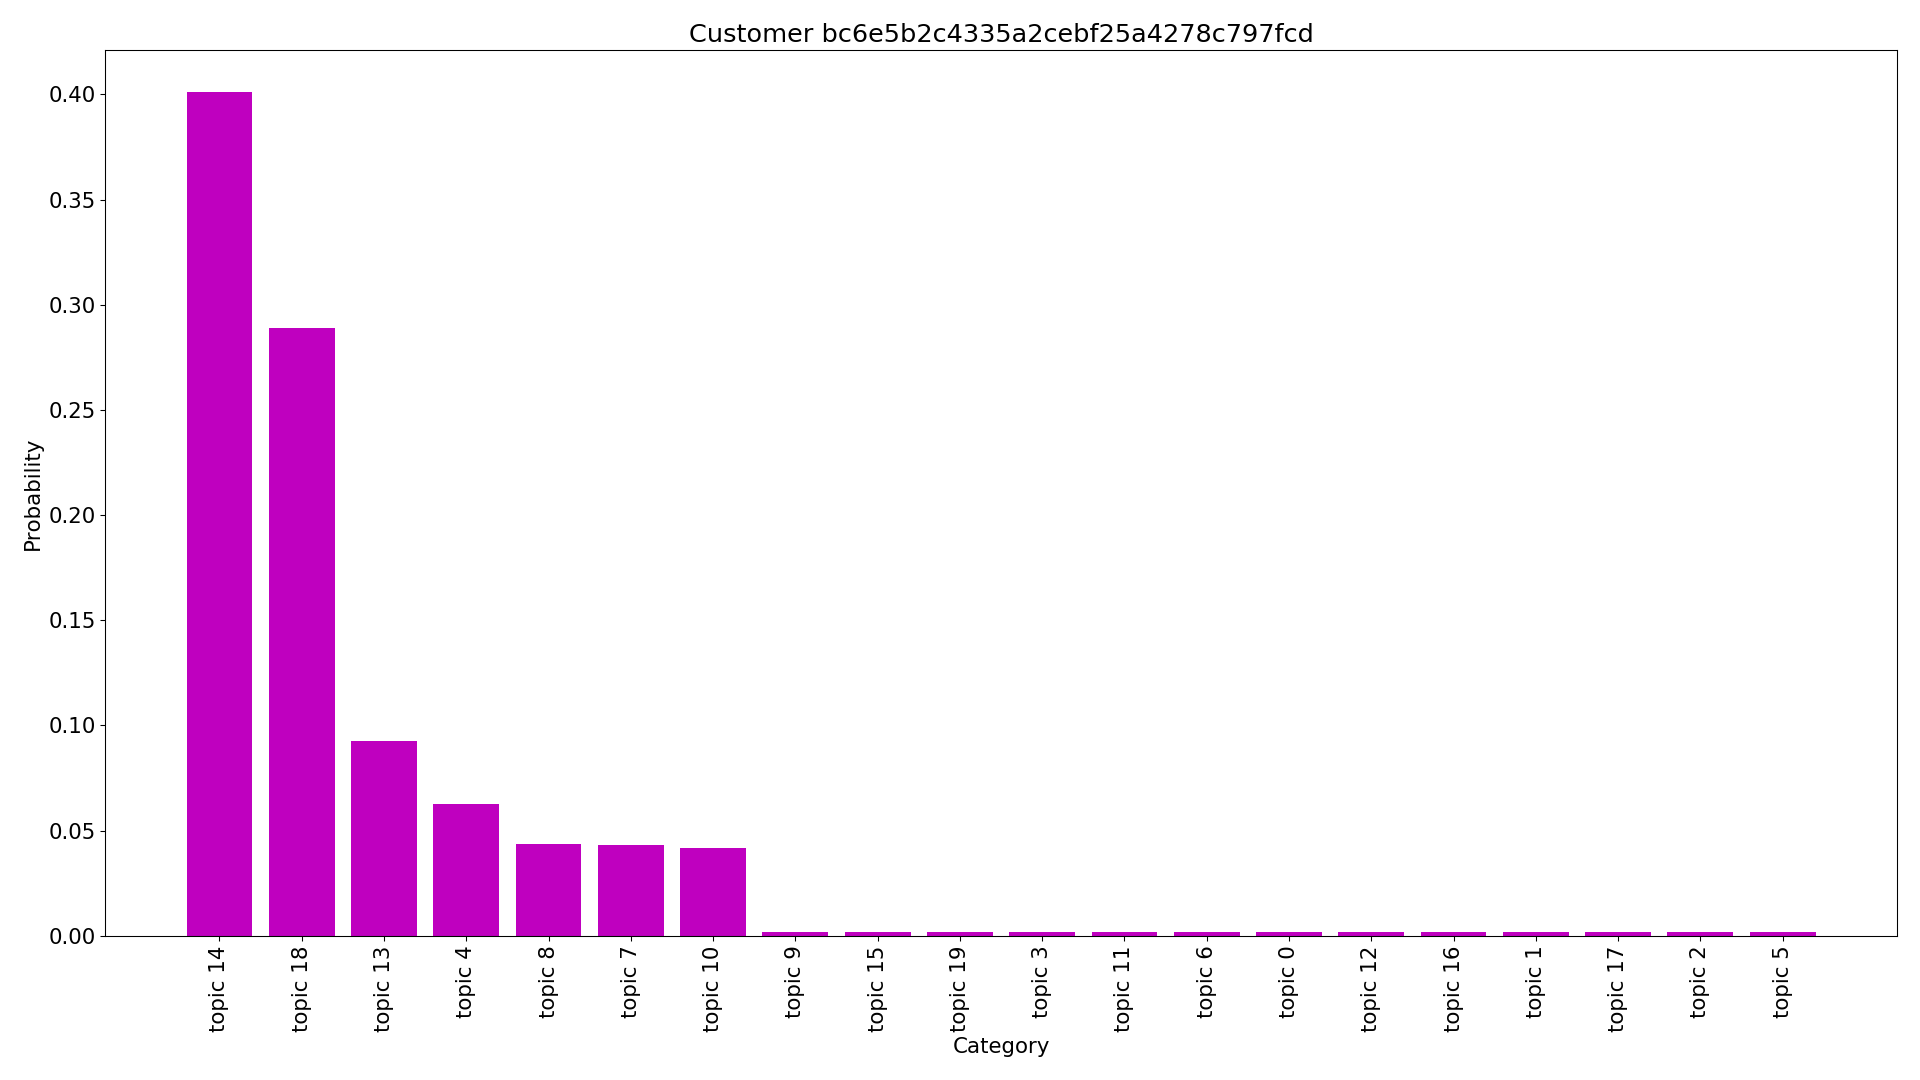 Customer bc6e5b2c4335a2cebf25a4278c797fcd
Probability
0.40
0.35
0.30
0.25
0.20
0.15
0.10
0.05
0.00
topic 14
topic 18
topic 13
topic 4
topic 8
topic 7
topic 10
topic 9
topic 15
topic 19
topic 3
topic 11
topic 6
topic 0
topic 12
topic 16
topic 1
topic 17
topic 2
topic 5
Category